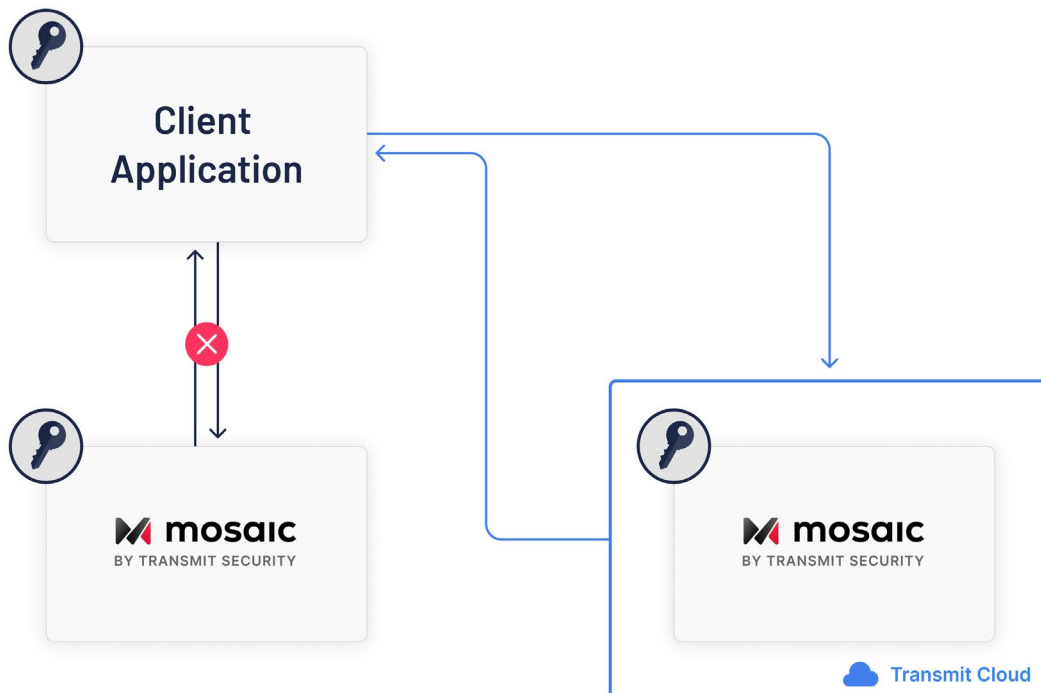 Client
Application
mosaic
BY TRANSMIT SECURITY
mosaic
BY TRANSMIT SECURITY
Transmit Cloud